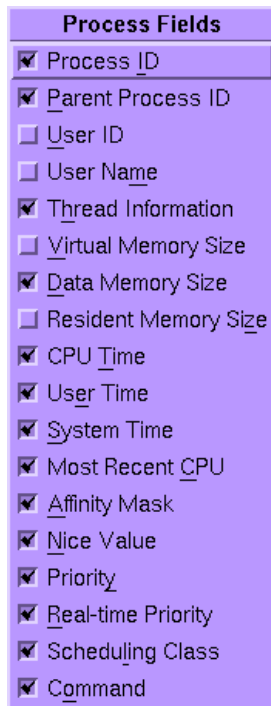 Process Fields
Process ID
Parent Process ID
User ID
User Name
Thread Information
Virtual Memory Size
Data Memory Size
Resident Memory Size
CPU Time
User Time
System Time
Most Recent CPU
Affinity Mask
Nice Value
Priority
Real-time Priority
Scheduling Class
Command